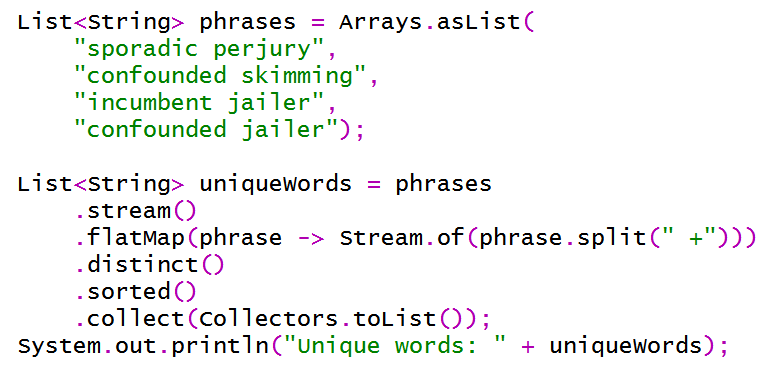 List<String> phrases = Arrays.asList(
    "sporadic perjury",
    "confounded skimming",
    "incumbent jailer",
    "confounded jailer");

List<String> uniqueWords = phrases
    .stream()
    .flatMap(phrase -> Stream.of(phrase.split(" +")))
    .distinct()
    .sorted()
    .collect(Collectors.toList());
System.out.println("Unique words: " + uniqueWords);